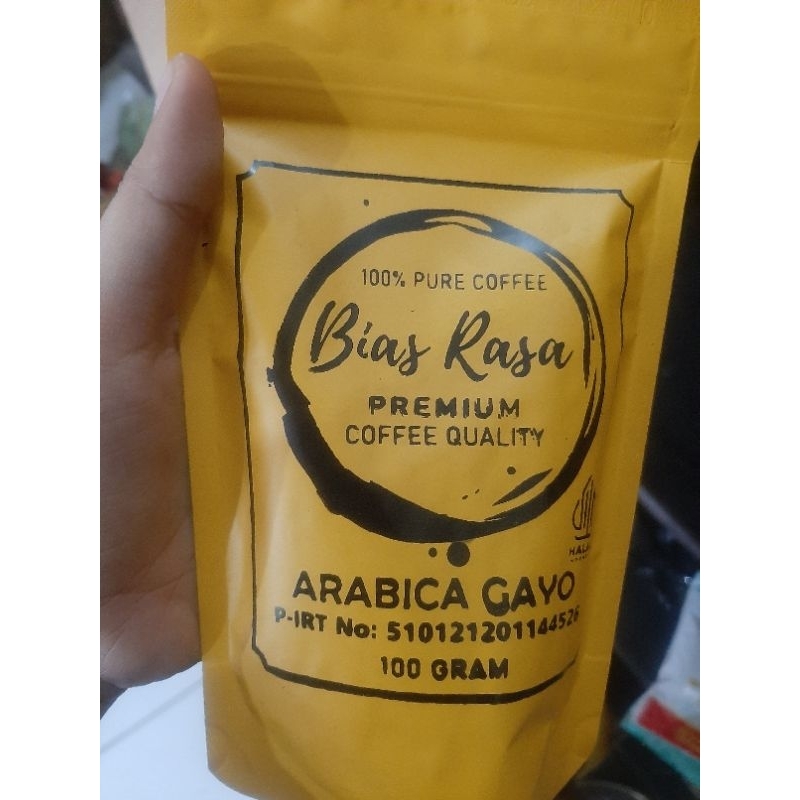 100% PURE COFFEE
Bias Rasa
PREMIUM
COFFEE QUALITY
ARABICA GAYO
P-IRT No: 510121201144526
100 GRAM